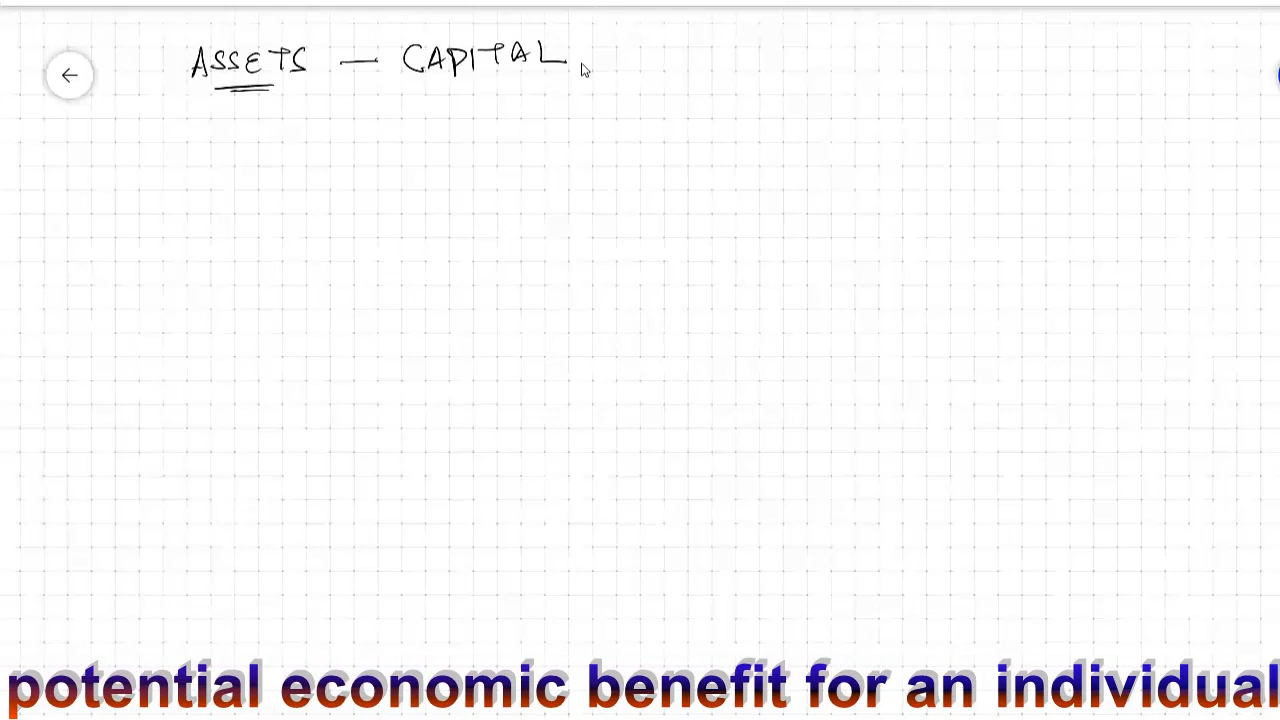 ASSETS — CAPITAL
potential economic benefit for an individual